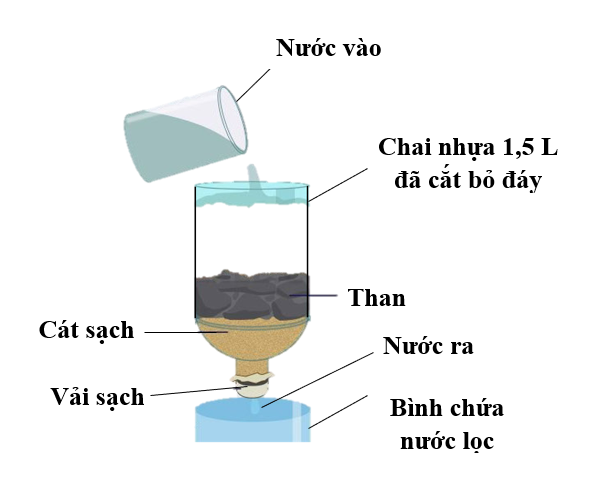 Nước vào
Chai nhựa 1,5 L
đã cắt bỏ đáy
Than
Cát sạch
Nước ra
Vải sạch
Bình chứa
nước lọc